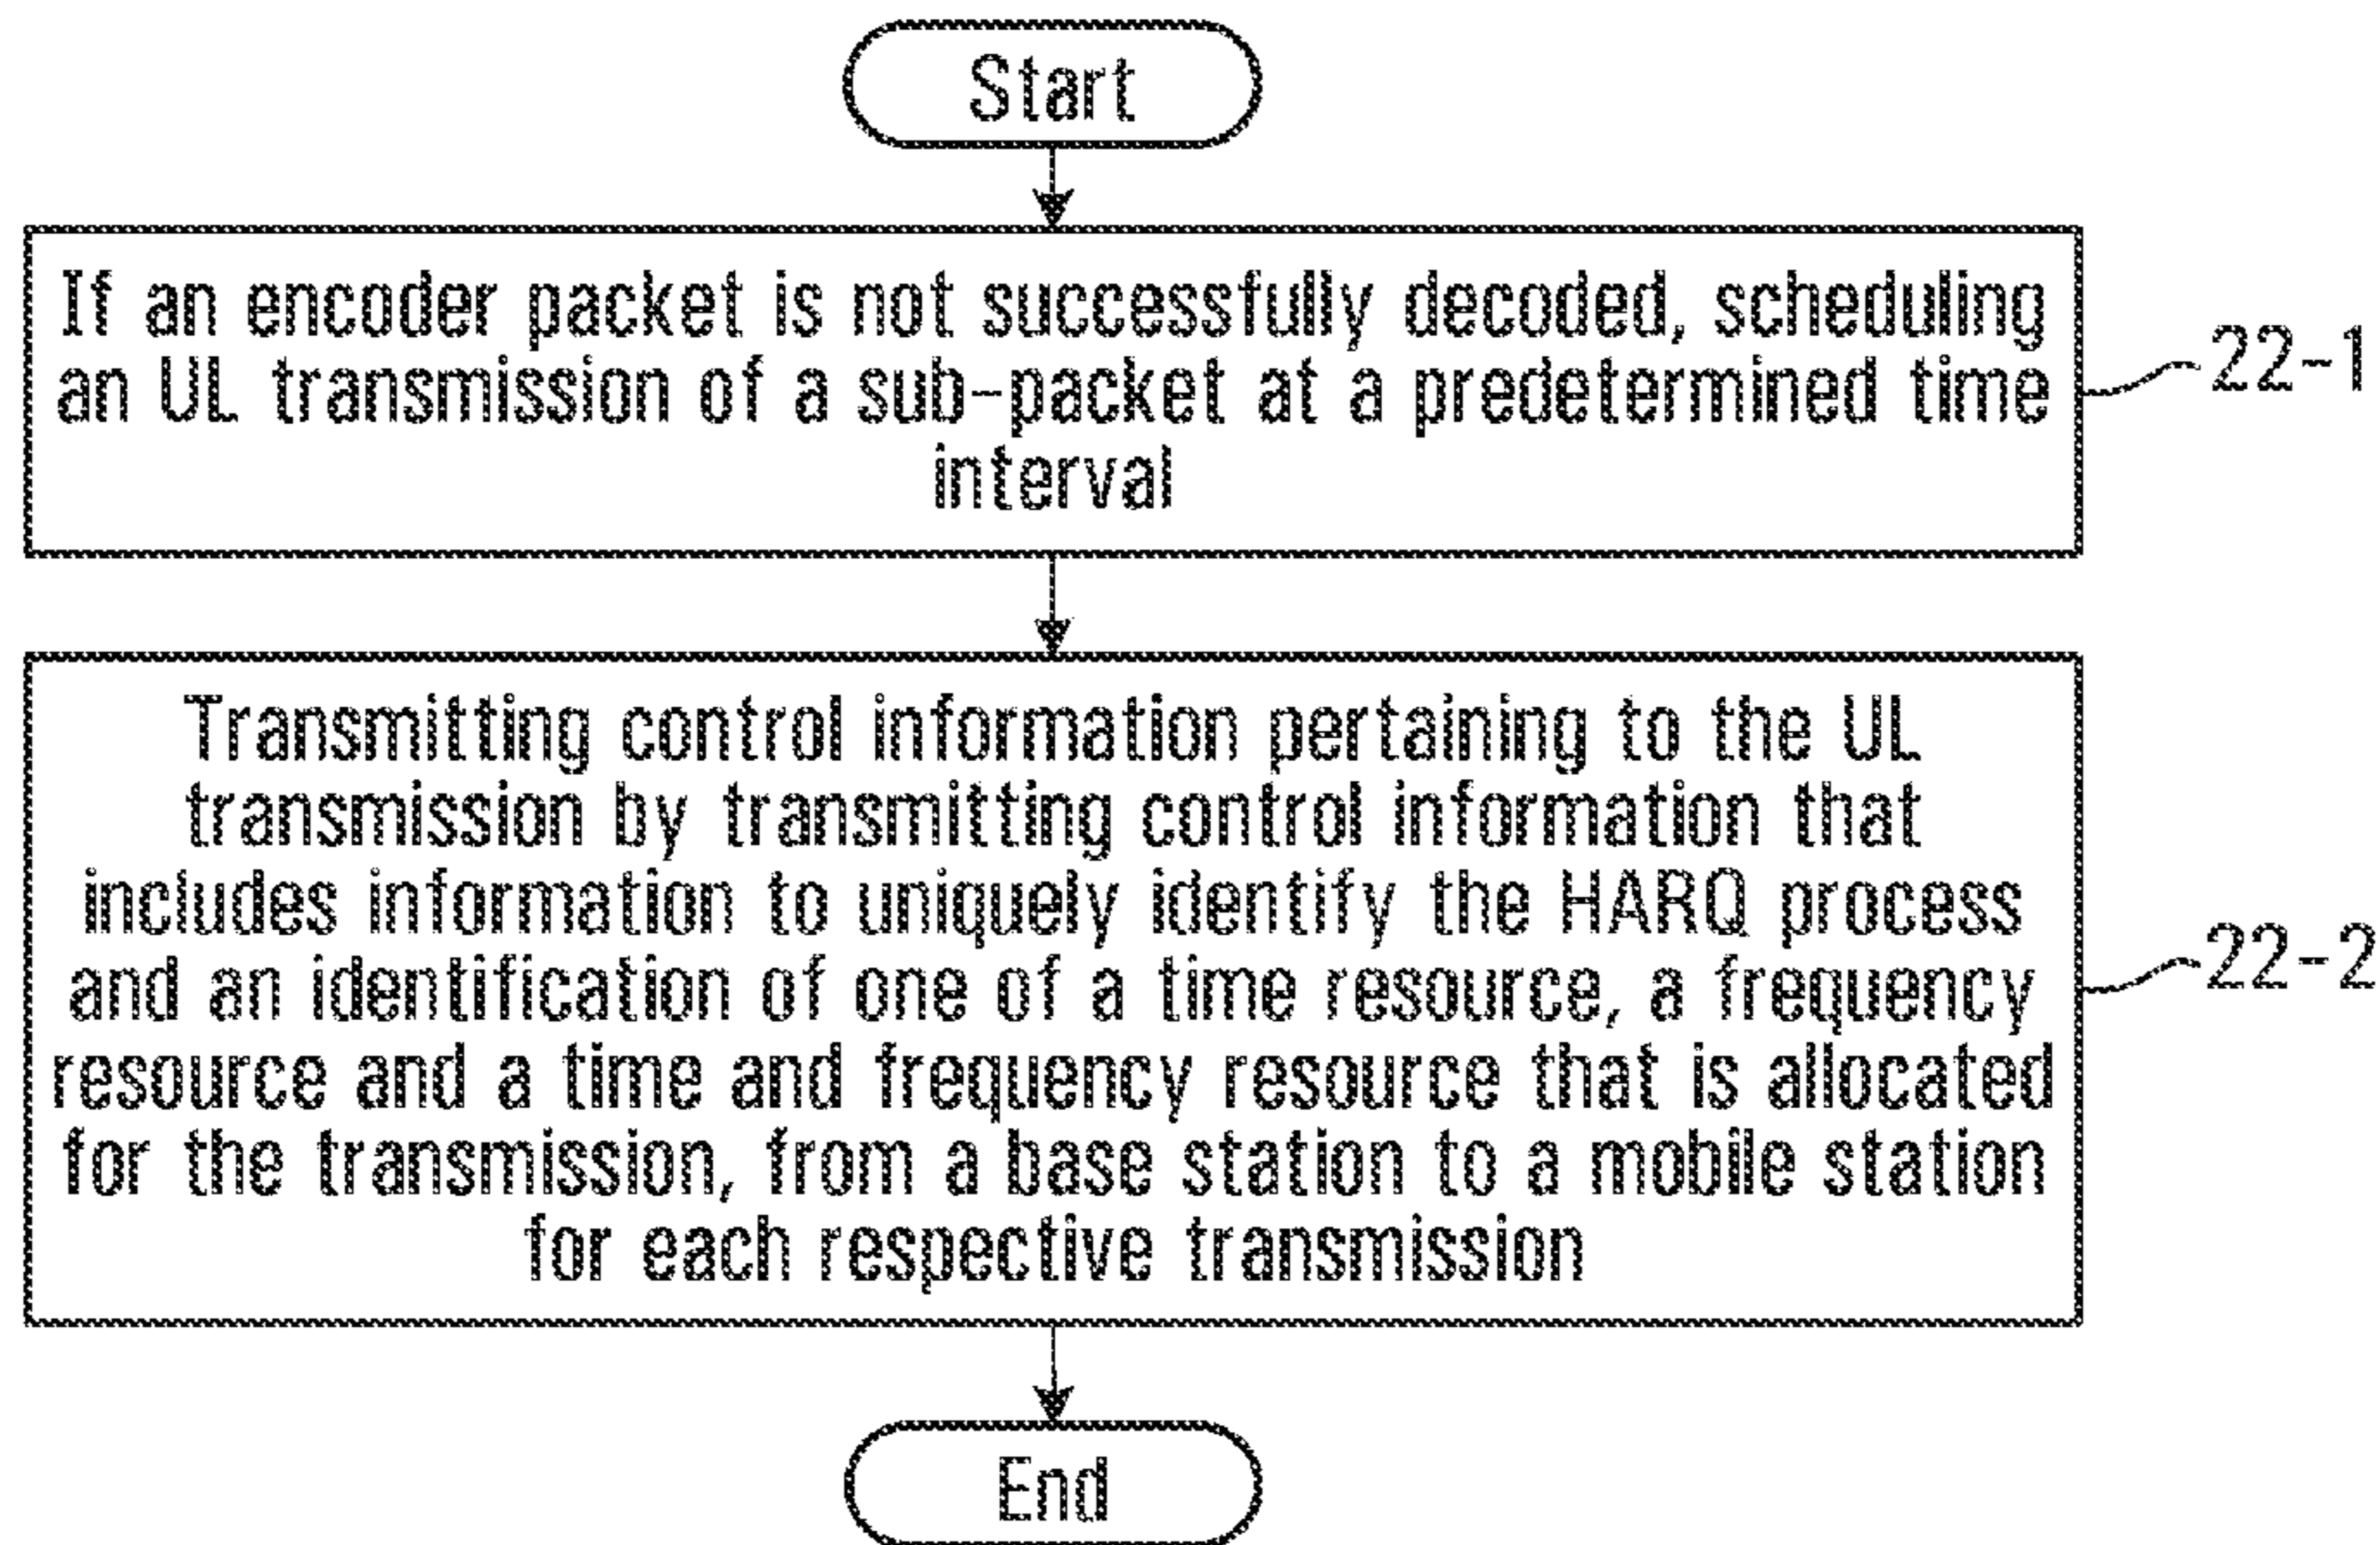 Start
If an encoder packet is not successfully decoded, scheduling
an UL transmission of a sub-packet at a predetermined time
interval
22-1
Transmitting control information pertaining to the UL
transmission by transmitting control information that
includes information to uniquely identify the HARQ process
and an identification of one of a time resource, a frequency
resource and a time and frequency resource that is allocated
for the transmission, from a base station to a mobile station
for each respective transmission
22-2
End